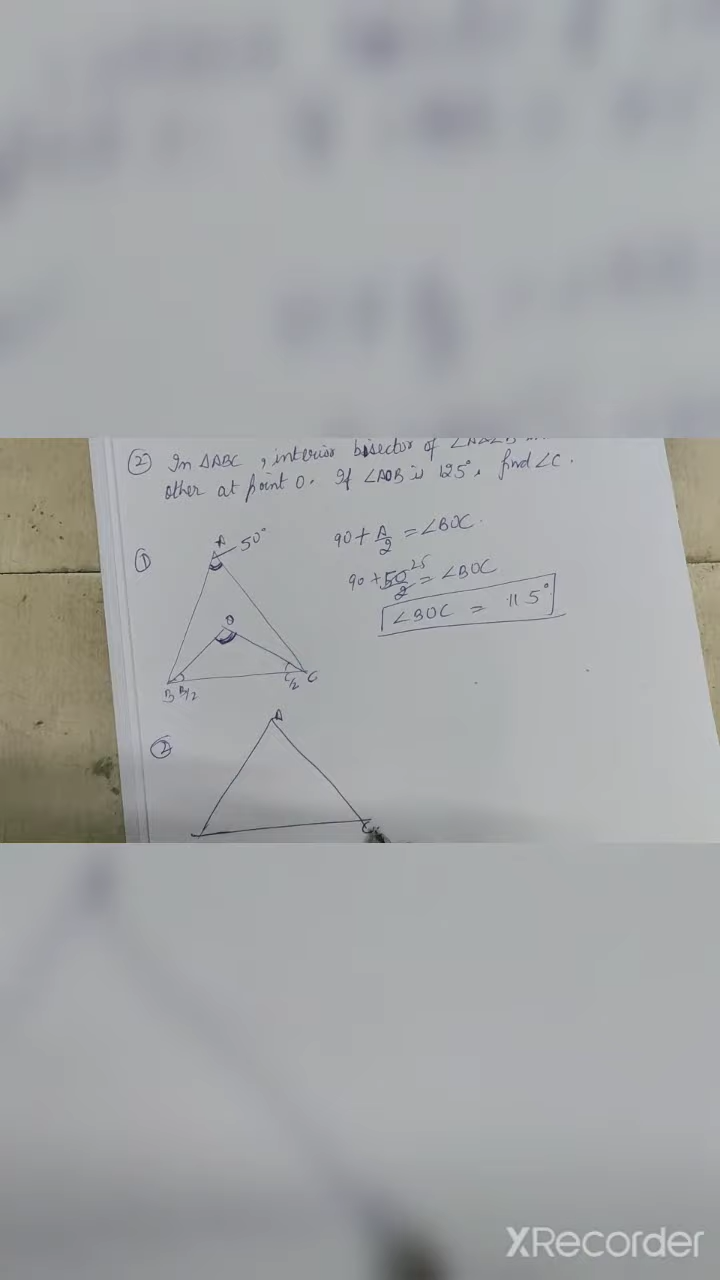 ② In ΔABC , interior bisector of ∠A & ∠B
other at point O. If ∠AOB is 125°, find ∠C.
①
A 50°
O
B B/2
C/2 C
90 + A/2 = ∠BOC.
90 + 50/2 25 = ∠BOC
∠BOC = 115°
②
A
C
XRecorder